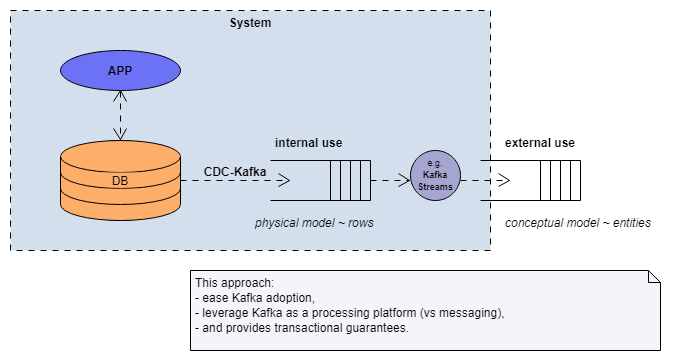 System
APP
DB
CDC-Kafka
internal use
e.g.
Kafka
Streams
external use
physical model ~ rows
conceptual model ~ entities
This approach:
- ease Kafka adoption,
- leverage Kafka as a processing platform (vs messaging),
- and provides transactional guarantees.